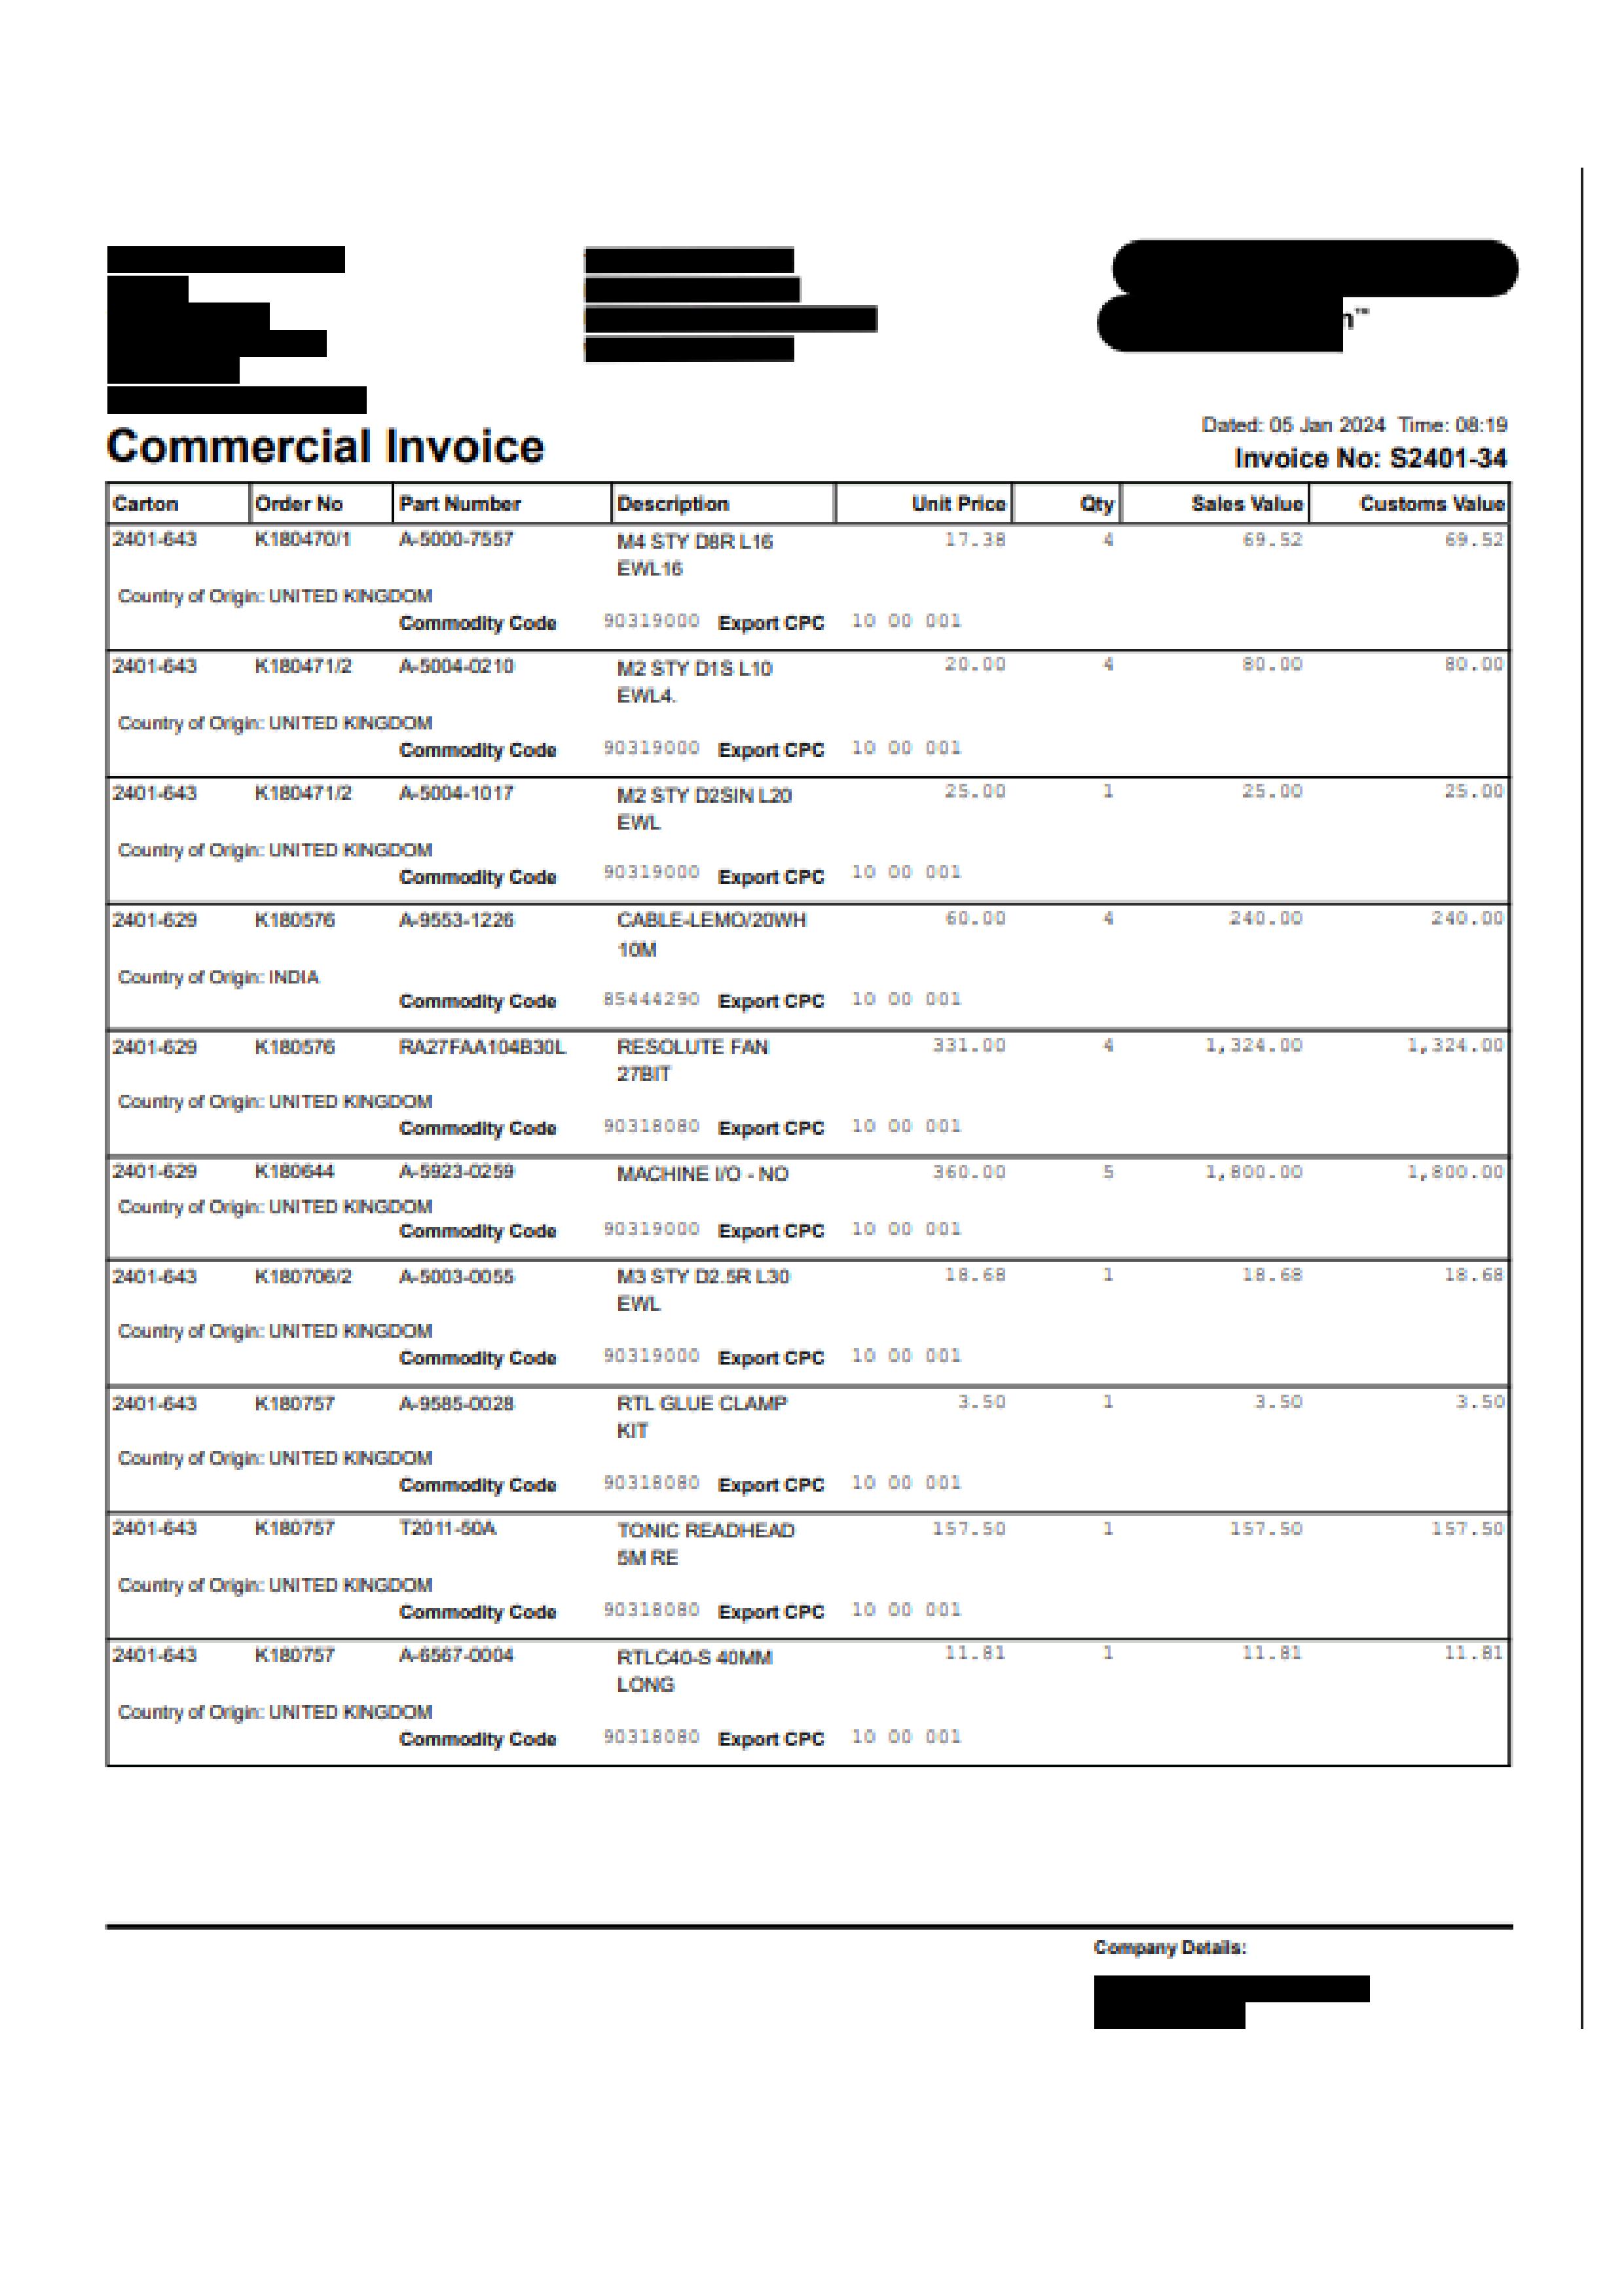 n™
Dated: 05 Jan 2024 Time: 08:19
Commercial Invoice
Invoice No: S2401-34
Carton Order No Part Number Description Unit Price Qty Sales Value Customs Value
2401-643 K180470/1 A-5000-7557 M4 STY D8R L16 17.38 4 69.52 69.52
EWL16
Country of Origin: UNITED KINGDOM
Commodity Code 90319000 Export CPC 10 00 001
2401-643 K180471/2 A-5004-0210 M2 STY D1S L10 20.00 4 80.00 80.00
EWL4.
Country of Origin: UNITED KINGDOM
Commodity Code 90319000 Export CPC 10 00 001
2401-643 K180471/2 A-5004-1017 M2 STY D2SIN L20 25.00 1 25.00 25.00
EWL
Country of Origin: UNITED KINGDOM
Commodity Code 90319000 Export CPC 10 00 001
2401-629 K180576 A-9553-1226 CABLE-LEMO/20WH 60.00 4 240.00 240.00
10M
Country of Origin: INDIA
Commodity Code 85444290 Export CPC 10 00 001
2401-629 K180576 RA27FAA104B30L RESOLUTE FAN 331.00 4 1,324.00 1,324.00
27BIT
Country of Origin: UNITED KINGDOM
Commodity Code 90318080 Export CPC 10 00 001
2401-629 K180644 A-5923-0259 MACHINE I/O - NO 360.00 5 1,800.00 1,800.00
Country of Origin: UNITED KINGDOM
Commodity Code 90319000 Export CPC 10 00 001
2401-643 K180706/2 A-5003-0055 M3 STY D2.5R L30 18.68 1 18.68 18.68
EWL
Country of Origin: UNITED KINGDOM
Commodity Code 90319000 Export CPC 10 00 001
2401-643 K180757 A-9585-0028 RTL GLUE CLAMP 3.50 1 3.50 3.50
KIT
Country of Origin: UNITED KINGDOM
Commodity Code 90318080 Export CPC 10 00 001
2401-643 K180757 T2011-50A TONIC READHEAD 157.50 1 157.50 157.50
5M RE
Country of Origin: UNITED KINGDOM
Commodity Code 90318080 Export CPC 10 00 001
2401-643 K180757 A-6567-0004 RTLC40-S 40MM 11.81 1 11.81 11.81
LONG
Country of Origin: UNITED KINGDOM
Commodity Code 90318080 Export CPC 10 00 001
Company Details: